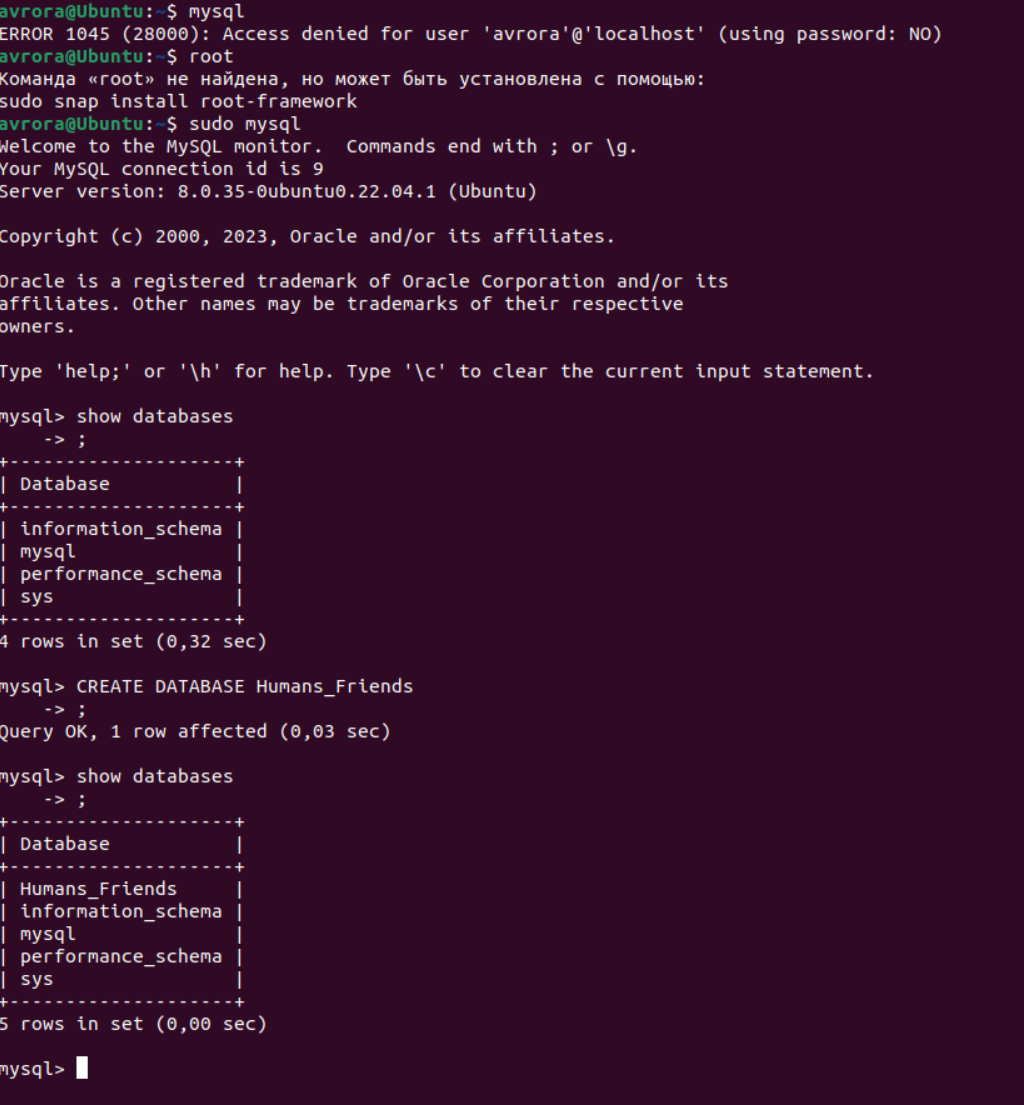 avrora@Ubuntu:~$ mysql
ERROR 1045 (28000): Access denied for user 'avrora'@'localhost' (using password: NO)
avrora@Ubuntu:~$ root
Команда «root» не найдена, но может быть установлена с помощью:
sudo snap install root-framework
avrora@Ubuntu:~$ sudo mysql
Welcome to the MySQL monitor.  Commands end with ; or \g.
Your MySQL connection id is 9
Server version: 8.0.35-0ubuntu0.22.04.1 (Ubuntu)

Copyright (c) 2000, 2023, Oracle and/or its affiliates.

Oracle is a registered trademark of Oracle Corporation and/or its
affiliates. Other names may be trademarks of their respective
owners.

Type 'help;' or '\h' for help. Type '\c' to clear the current input statement.

mysql> show databases
    -> ;
+--------------------+
| Database           |
+--------------------+
| information_schema |
| mysql              |
| performance_schema |
| sys                |
+--------------------+
4 rows in set (0,32 sec)

mysql> CREATE DATABASE Humans_Friends
    -> ;
Query OK, 1 row affected (0,03 sec)

mysql> show databases
    -> ;
+--------------------+
| Database           |
+--------------------+
| Humans_Friends     |
| information_schema |
| mysql              |
| performance_schema |
| sys                |
+--------------------+
5 rows in set (0,00 sec)

mysql>